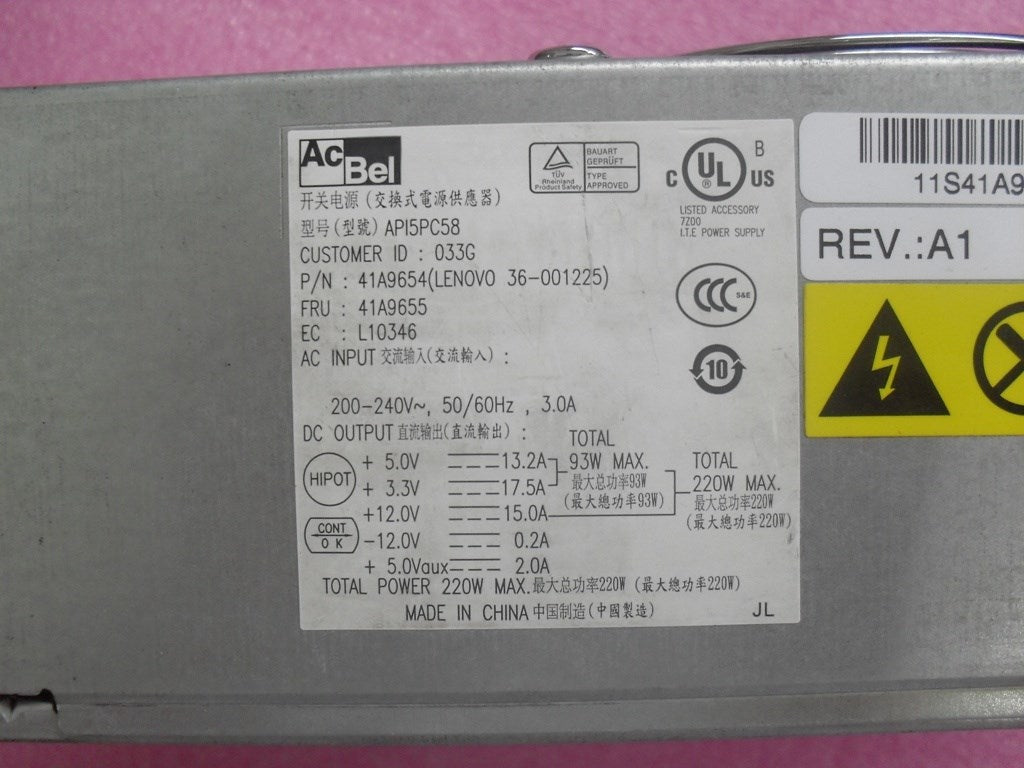 AcBel
开关电源 (交換式電源供應器)
型号(型號) API5PC58
CUSTOMER ID : 033G
P/N : 41A9654(LENOVO 36-001225)
FRU : 41A9655
EC : L10346
AC INPUT 交流输入(交流輸入) :
200-240V~, 50/60Hz , 3.0A
DC OUTPUT 直流输出(直流輸出) :
HIPOT
CONT
OK
+ 5.0V 13.2A
+ 3.3V 17.5A
+12.0V 15.0A
-12.0V 0.2A
+ 5.0Vaux 2.0A
TOTAL
93W MAX.
最大总功率93W
(最大總功率93W)
TOTAL
220W MAX.
最大总功率220W
(最大總功率220W)
TOTAL POWER 220W MAX.最大总功率220W (最大總功率220W)
MADE IN CHINA 中国制造(中國製造)
JL
TÜV
Rheinland
Product Safety
BAUART
GEPRÜFT
TYPE
APPROVED
C UL ® US
B
LISTED ACCESSORY
7Z00
I.T.E POWER SUPPLY
CCC S&E
10
11S41A9
REV.:A1